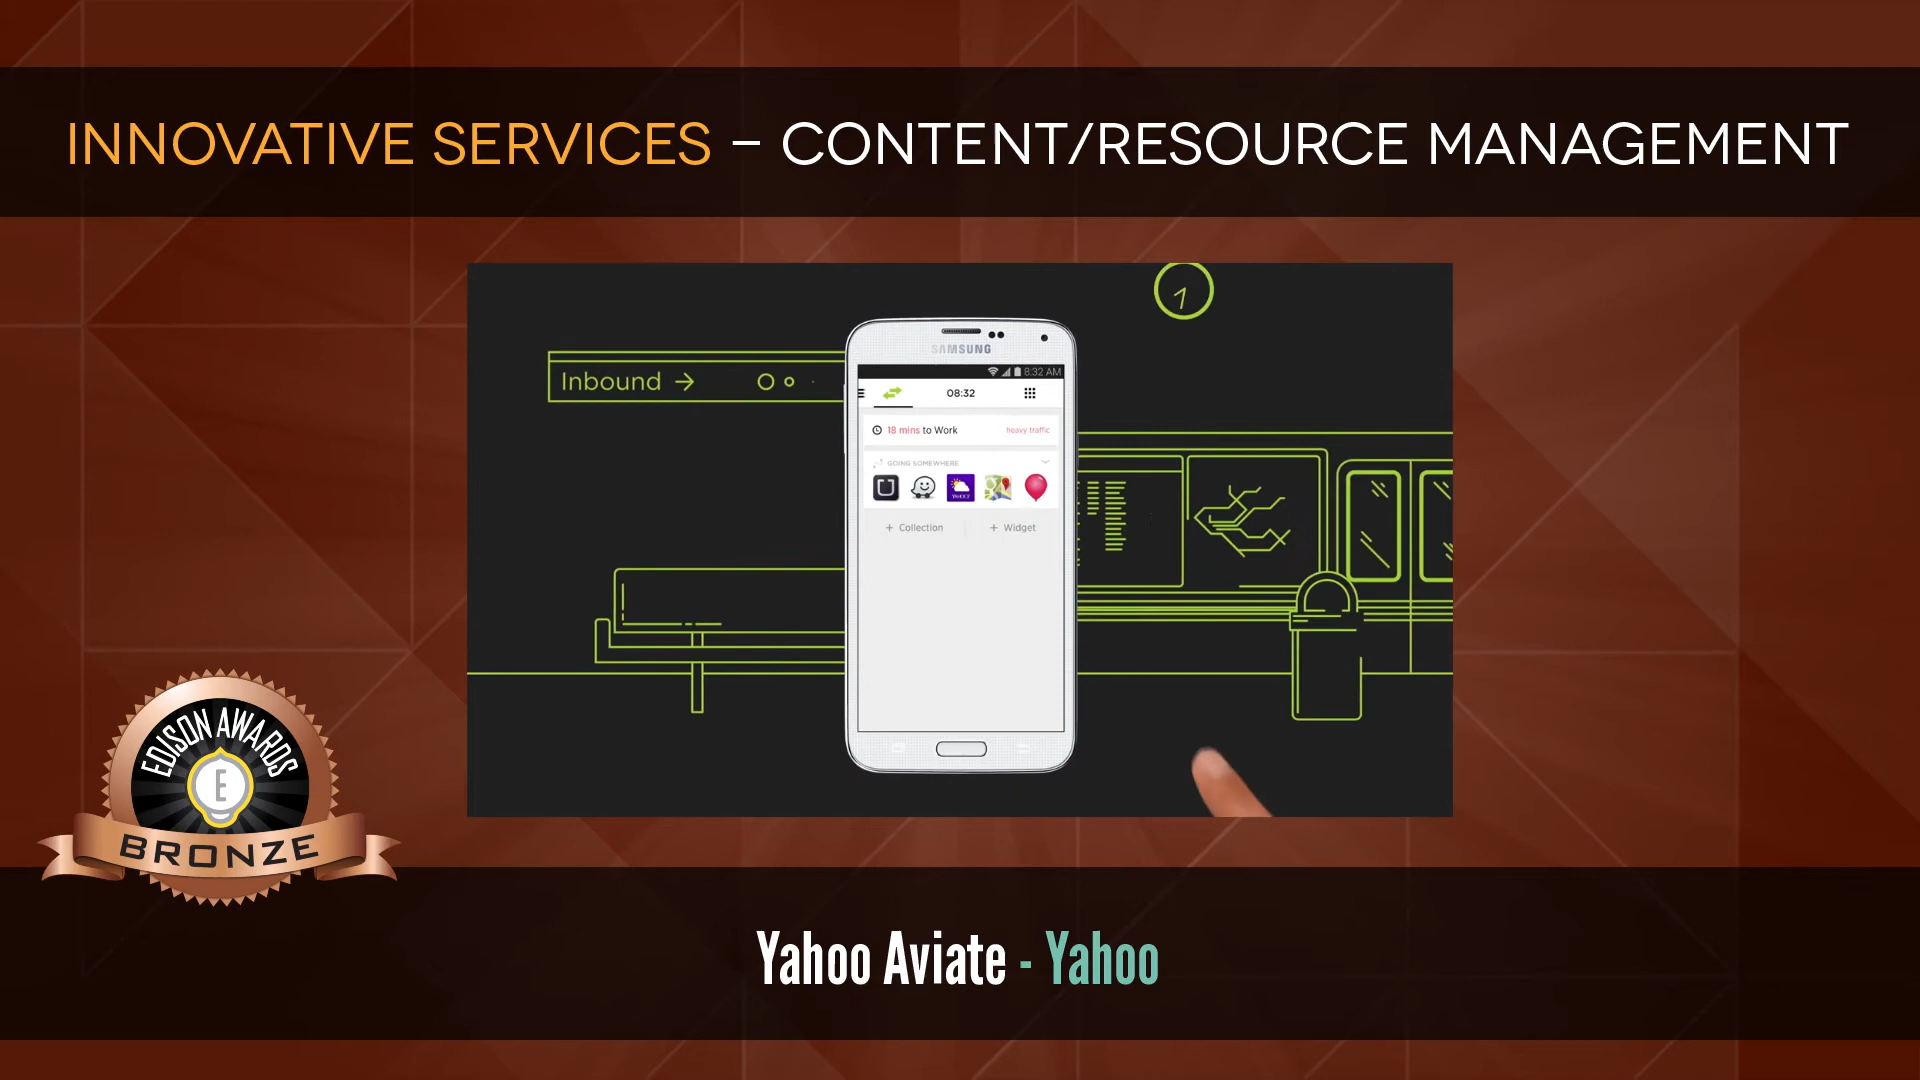 INNOVATIVE SERVICES – CONTENT/RESOURCE MANAGEMENT
1
Inbound →
SAMSUNG
8:32 AM
08:32
18 mins to Work
heavy traffic
GOING SOMEWHERE
YAHOO!
+ Collection
+ Widget
EDISON AWARDS
E
BRONZE
Yahoo Aviate - Yahoo